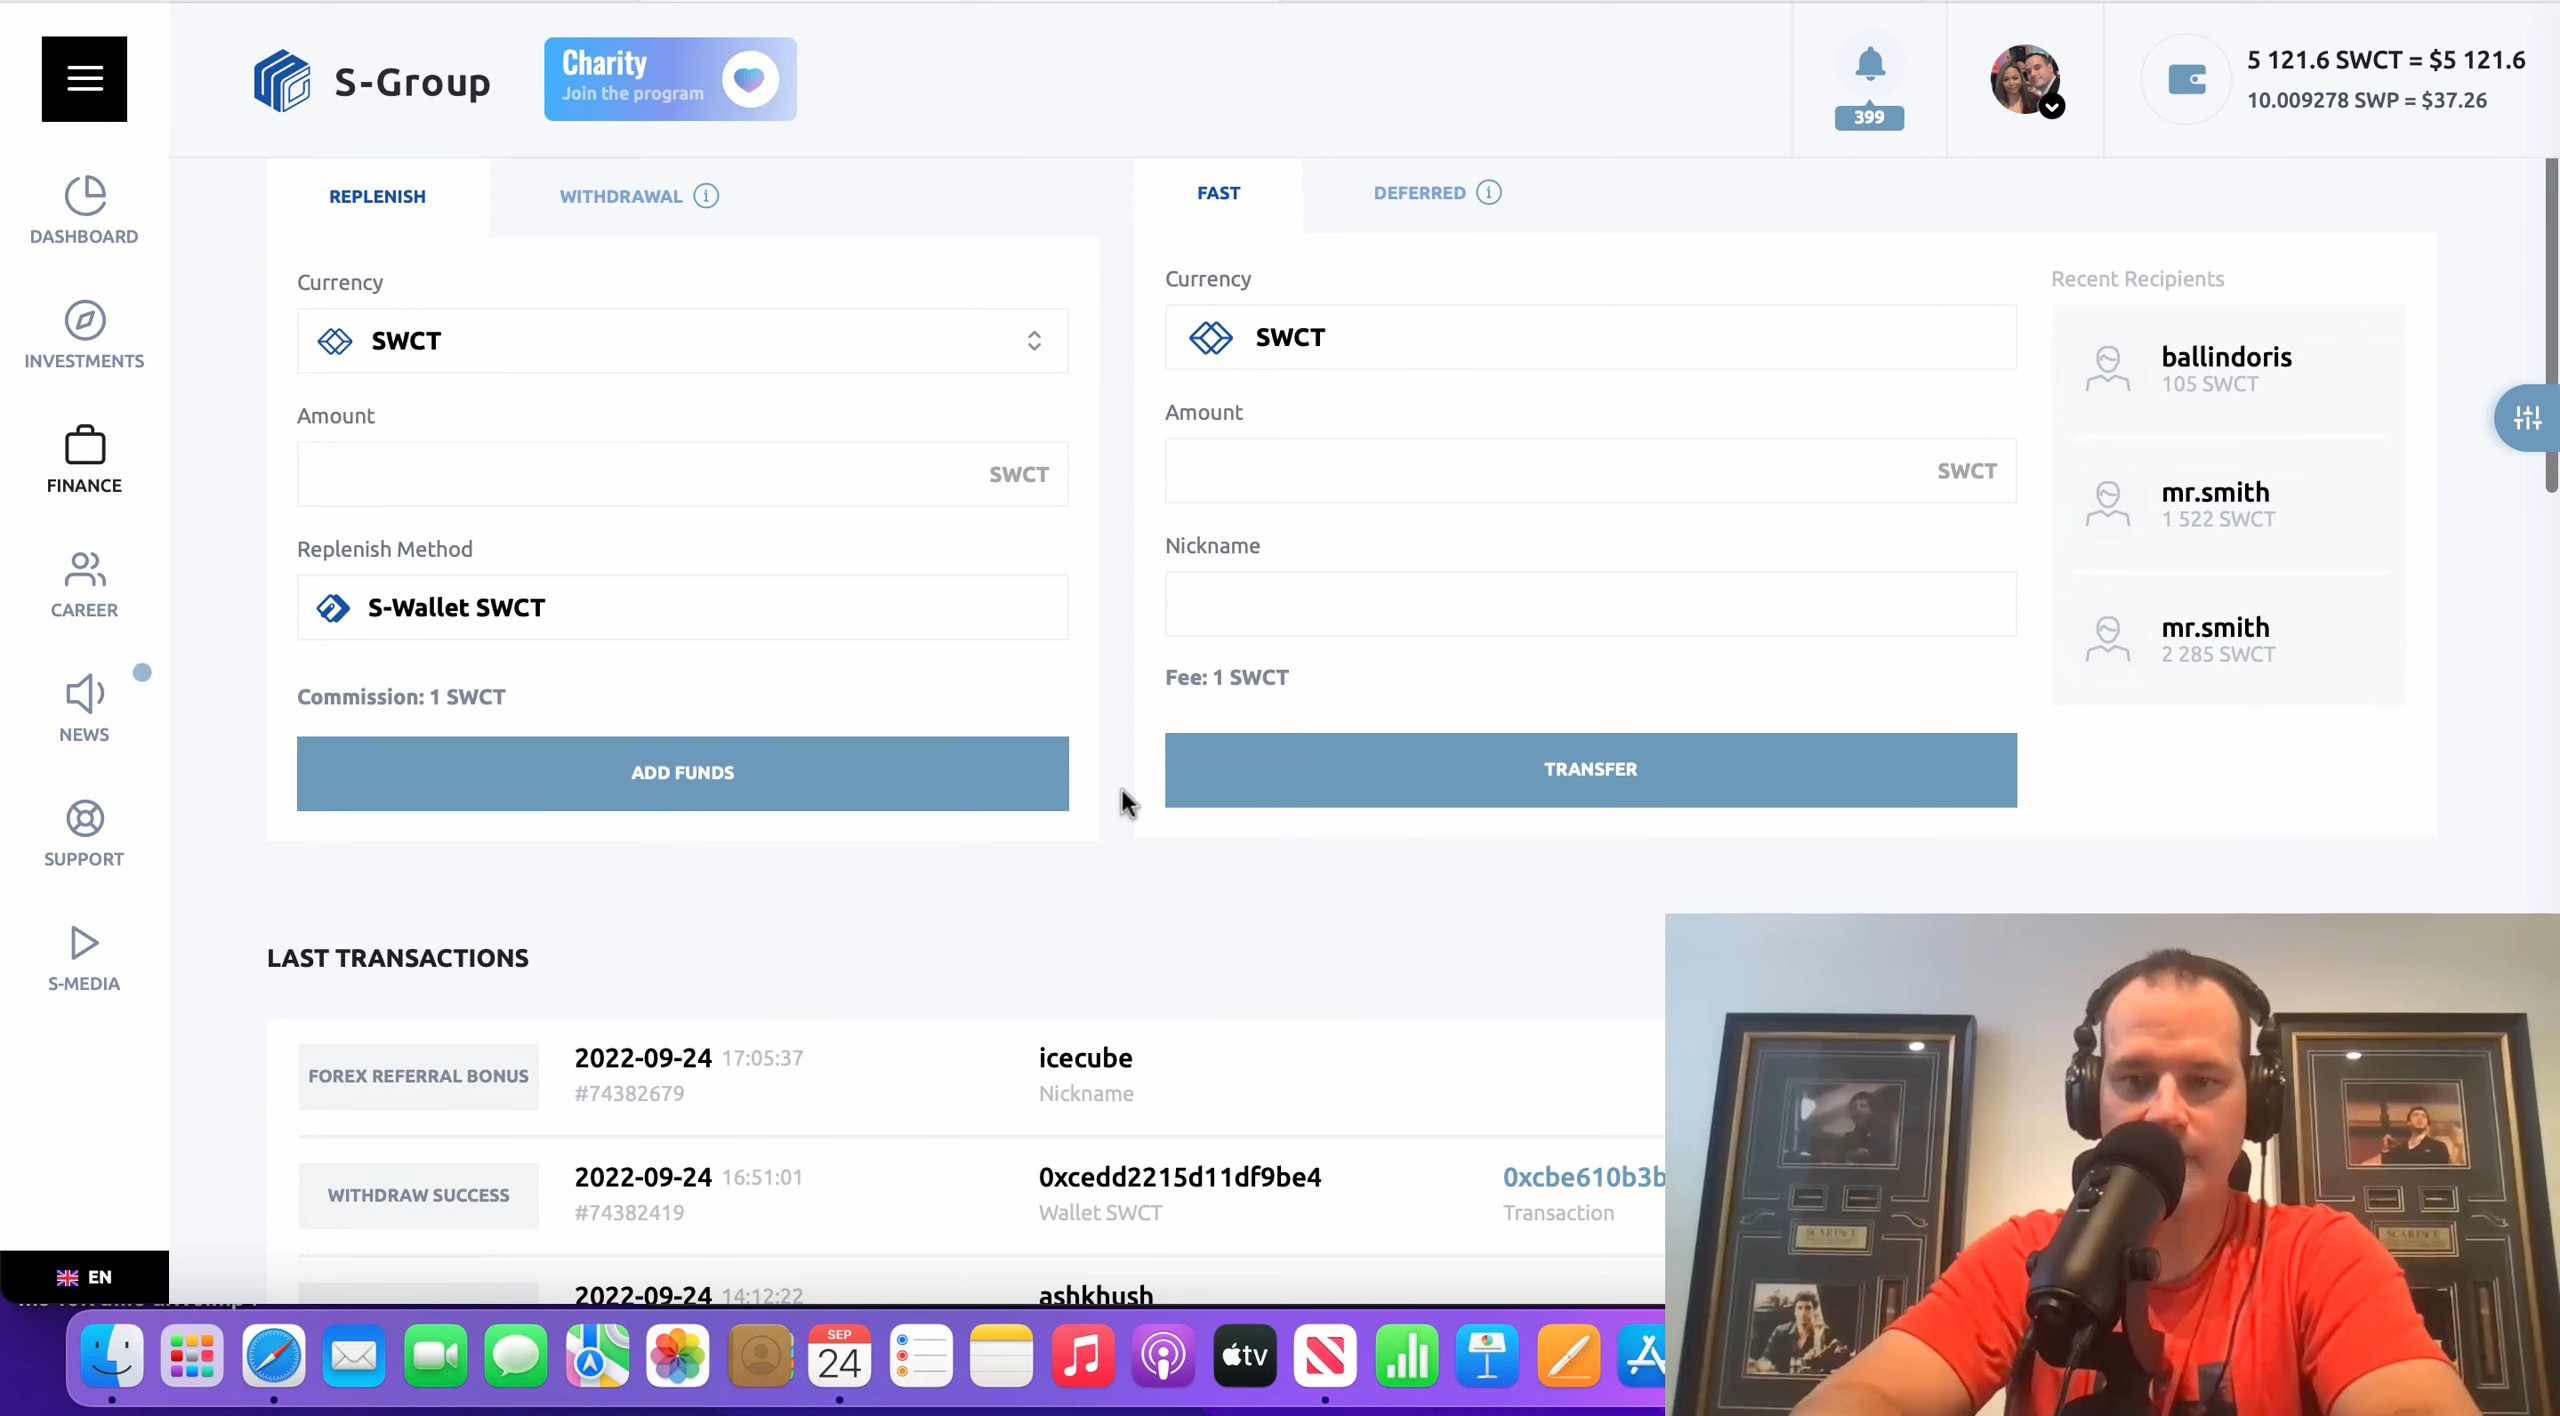 S-Group
Charity
Join the program
399
5 121.6 SWCT = $5 121.6
10.009278 SWP = $37.26
DASHBOARD
INVESTMENTS
FINANCE
CAREER
NEWS
SUPPORT
S-MEDIA
EN
REPLENISH
WITHDRAWAL
Currency
SWCT
Amount
SWCT
Replenish Method
S-Wallet SWCT
Commission: 1 SWCT
ADD FUNDS
FAST
DEFERRED
Currency
SWCT
Amount
SWCT
Nickname
Fee: 1 SWCT
TRANSFER
Recent Recipients
ballindoris
105 SWCT
mr.smith
1 522 SWCT
mr.smith
2 285 SWCT
LAST TRANSACTIONS
FOREX REFERRAL BONUS
2022-09-24 17:05:37
#74382679
icecube
Nickname
WITHDRAW SUCCESS
2022-09-24 16:51:01
#74382419
0xcedd2215d11df9be4
Wallet SWCT
0xcbe610b3b
Transaction
2022-09-24 14:12:22
ashkhush
SEP
24
tv
SCARFACE
SCARFACE